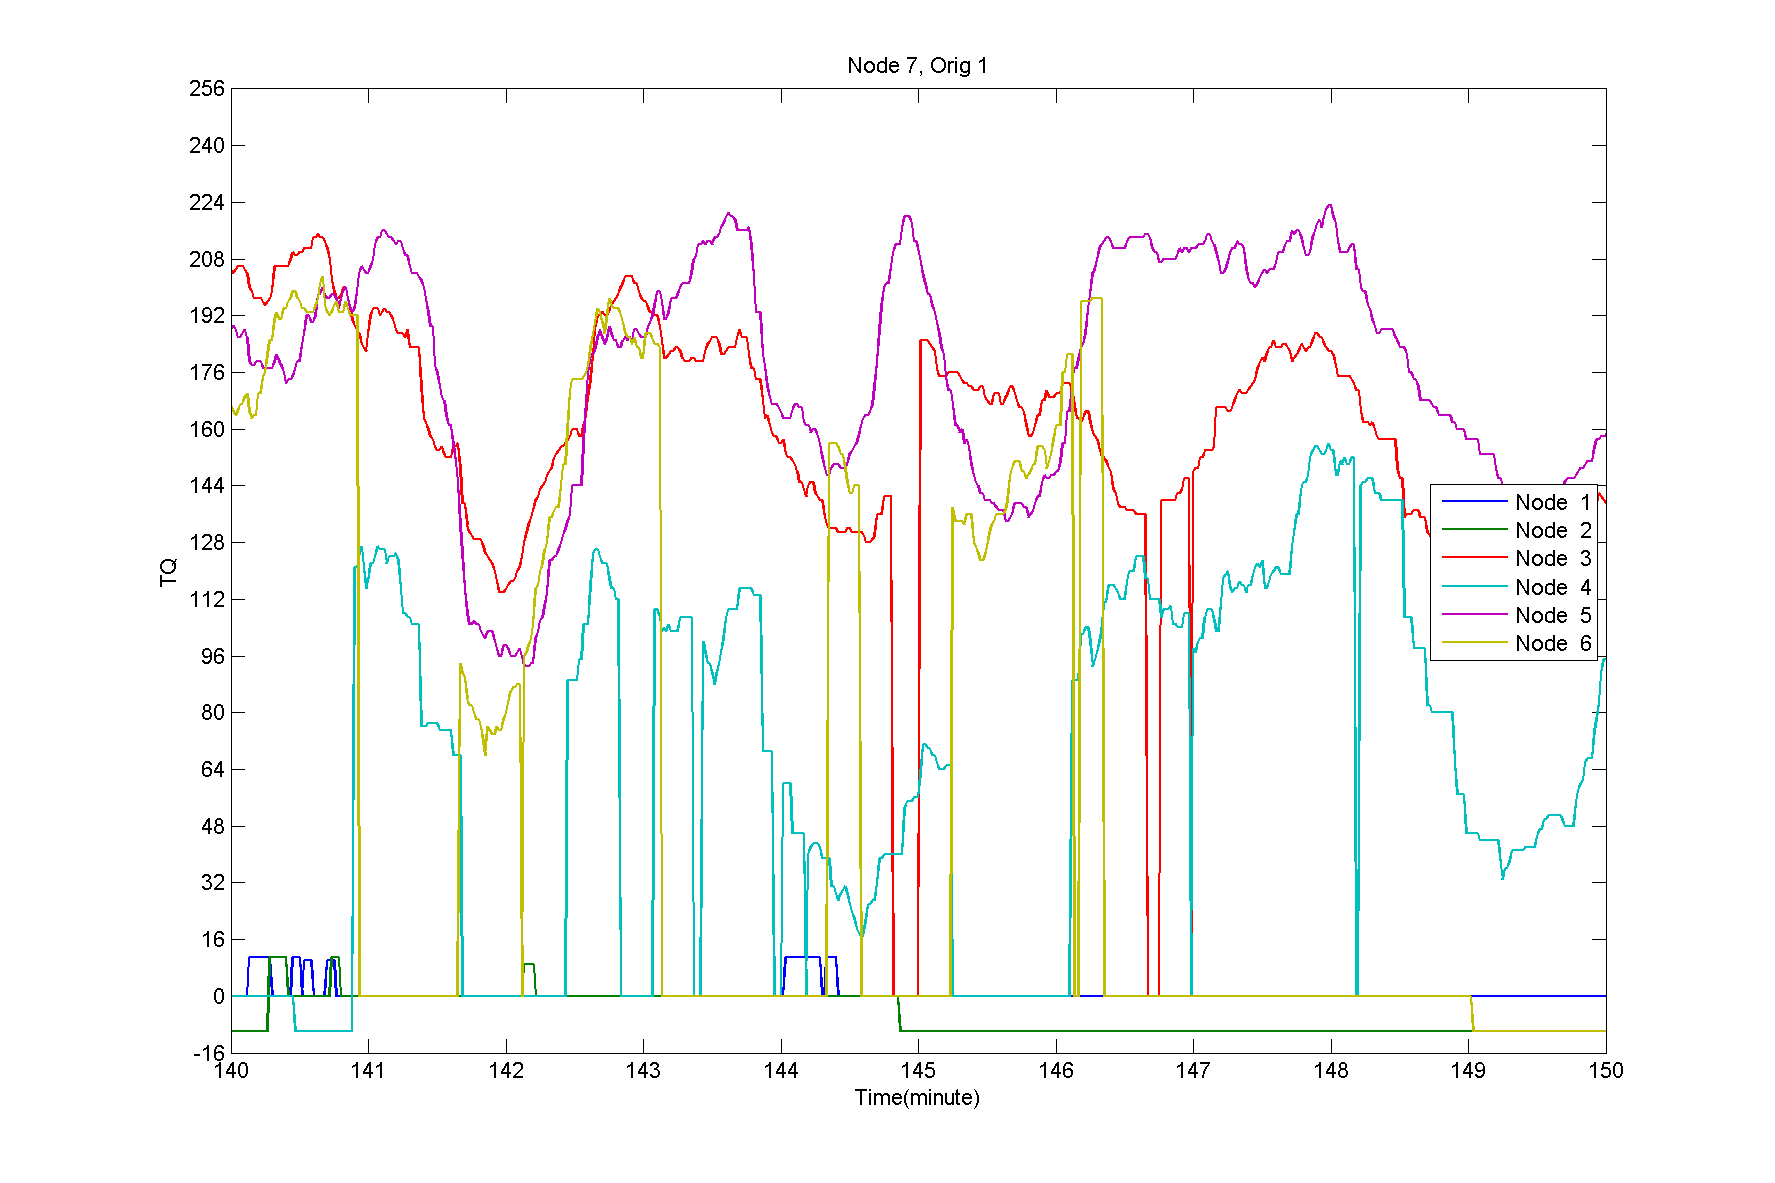 Node 7, Orig 1
256
240
224
208
192
176
160
144
128
112
96
80
64
48
32
16
0
-16
TQ
Node 1
Node 2
Node 3
Node 4
Node 5
Node 6
140 141 142 143 144 145 146 147 148 149 150
Time(minute)